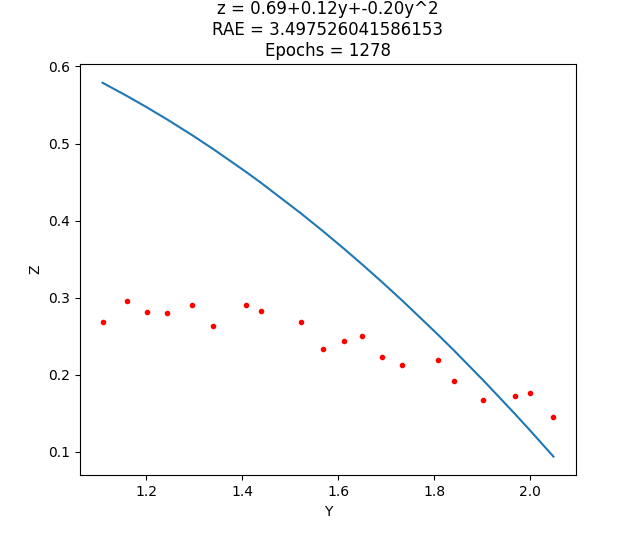 z = 0.69+0.12y+-0.20y^2
RAE = 3.497526041586153
Epochs = 1278
0.6
0.5
0.4
0.3
0.2
0.1
Z
1.2 1.4 1.6 1.8 2.0
Y